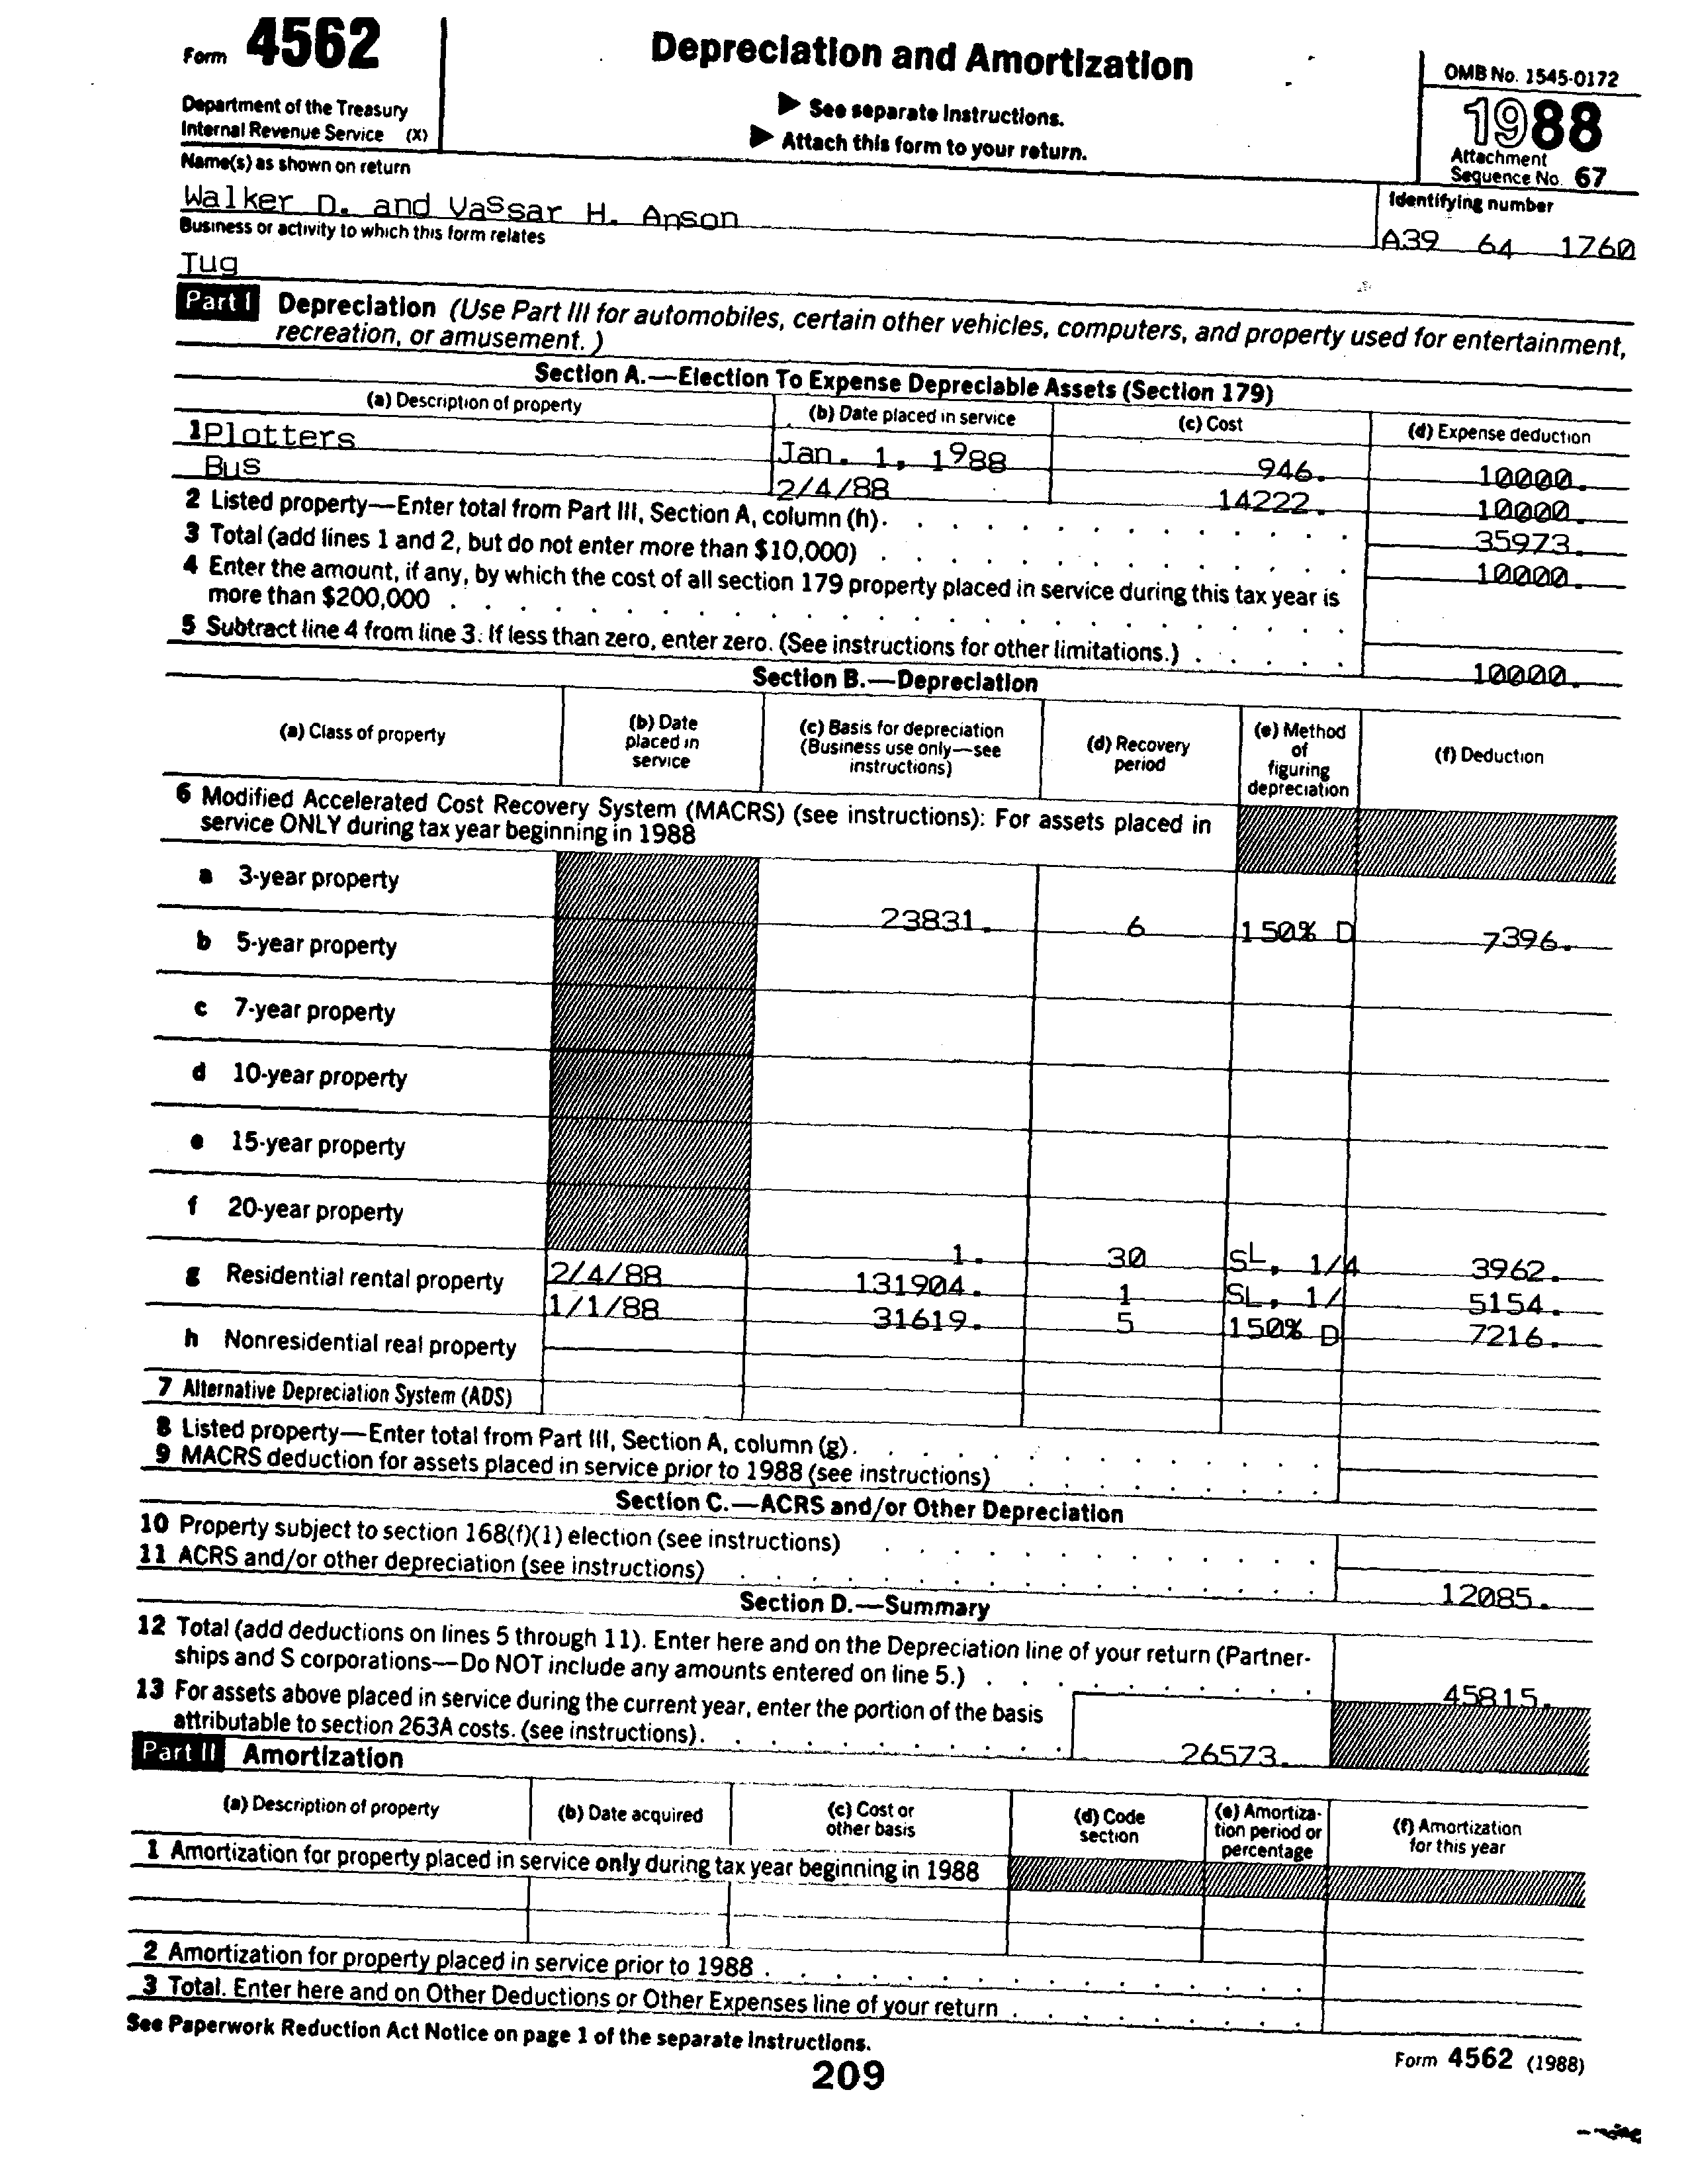 Form 4562
Department of the Treasury
Internal Revenue Service (X)
Depreciation and Amortization
▶ See separate Instructions.
▶ Attach this form to your return.
OMB No. 1545-0172
1988
Attachment
Sequence No. 67
Name(s) as shown on return
Walker D. and Vassar H. Anson
Identifying number
A39 64 1760
Business or activity to which this form relates
Tug
Part I Depreciation (Use Part III for automobiles, certain other vehicles, computers, and property used for entertainment,
recreation, or amusement.)
Section A.—Election To Expense Depreciable Assets (Section 179)
(a) Description of property (b) Date placed in service (c) Cost (d) Expense deduction
1 Plotters Jan. 1, 1988 946. 10000.
Bus 2/4/88 14222. 10000.
2 Listed property—Enter total from Part III, Section A, column (h). 35973.
3 Total (add lines 1 and 2, but do not enter more than $10,000) 10000.
4 Enter the amount, if any, by which the cost of all section 179 property placed in service during this tax year is
more than $200,000
5 Subtract line 4 from line 3. If less than zero, enter zero. (See instructions for other limitations.) 10000.
Section B.—Depreciation
(a) Class of property
(b) Date
placed in
service
(c) Basis for depreciation
(Business use only—see
instructions)
(d) Recovery
period
(e) Method
of
figuring
depreciation
(f) Deduction
6 Modified Accelerated Cost Recovery System (MACRS) (see instructions): For assets placed in
service ONLY during tax year beginning in 1988
a 3-year property 23831. 6 150% D 7396.
b 5-year property
c 7-year property
d 10-year property
e 15-year property
f 20-year property 1. 30 SL, 1/4 3962.
g Residential rental property 2/4/88 131904. 1 SL, 1/ 5154.
1/1/88 31619. 5 150% D 7216.
h Nonresidential real property
7 Alternative Depreciation System (ADS)
8 Listed property—Enter total from Part III, Section A, column (g).
9 MACRS deduction for assets placed in service prior to 1988 (see instructions)
Section C.—ACRS and/or Other Depreciation
10 Property subject to section 168(f)(1) election (see instructions)
11 ACRS and/or other depreciation (see instructions) 12085.
Section D.—Summary
12 Total (add deductions on lines 5 through 11). Enter here and on the Depreciation line of your return (Partner-
ships and S corporations—Do NOT include any amounts entered on line 5.) 45815.
13 For assets above placed in service during the current year, enter the portion of the basis
attributable to section 263A costs. (see instructions). 26573.
Part II Amortization
(a) Description of property
(b) Date acquired
(c) Cost or
other basis
(d) Code
section
(e) Amortiza-
tion period or
percentage
(f) Amortization
for this year
1 Amortization for property placed in service only during tax year beginning in 1988
2 Amortization for property placed in service prior to 1988
3 Total. Enter here and on Other Deductions or Other Expenses line of your return
See Paperwork Reduction Act Notice on page 1 of the separate Instructions.
209
Form 4562 (1988)